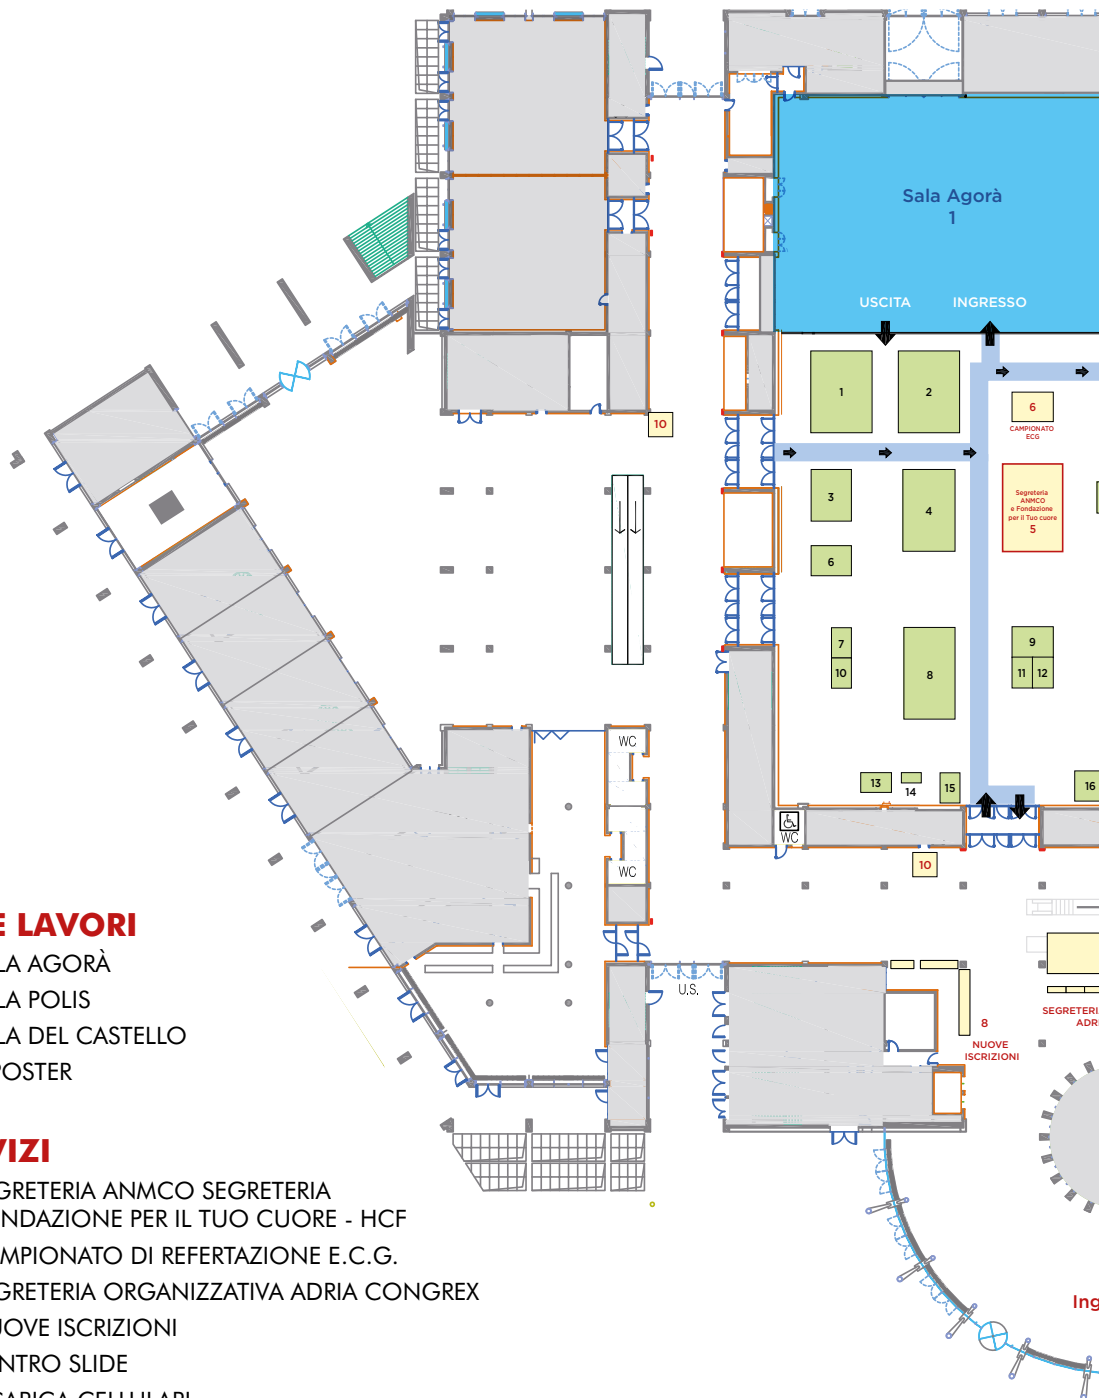 Sala Agorà
1
USCITA
INGRESSO
1
2
6
CAMPIONATO
ECG
10
3
4
Segreteria
ANMCO
e Fondazione
per il Tuo cuore
5
6
7
10
8
9
11
12
13
14
15
16
WC
WC
WC
10
U.S.
8
NUOVE
ISCRIZIONI
SEGRETERI
ADRI
Ing
E LAVORI
LA AGORÀ
LA POLIS
LA DEL CASTELLO
POSTER
VIZI
GRETERIA ANMCO SEGRETERIA
NDAZIONE PER IL TUO CUORE - HCF
MPIONATO DI REFERTAZIONE E.C.G.
GRETERIA ORGANIZZATIVA ADRIA CONGREX
UOVE ISCRIZIONI
NTRO SLIDE
CARICA CELLULARI